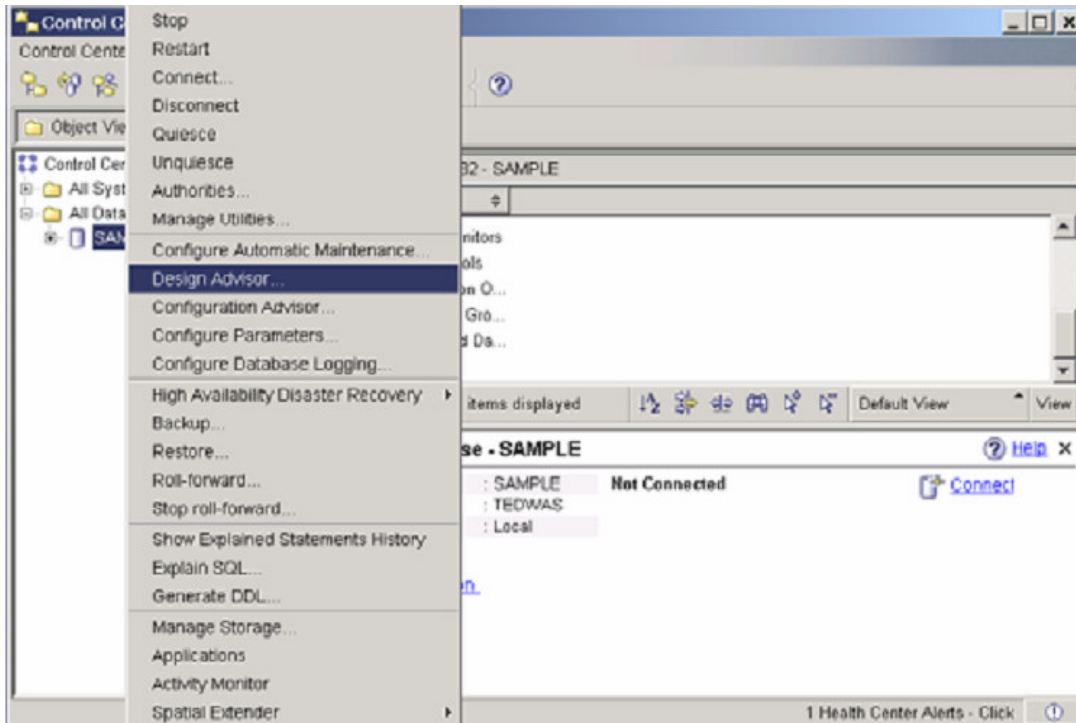 Control C
Control Cente
Object Vie
Control Cer
All Syst
All Data
SAM
Stop
Restart
Connect...
Disconnect
Quiesce
Unquiesce
Authorities...
Manage Utilities...
Configure Automatic Maintenance...
Design Advisor...
Configuration Advisor...
Configure Parameters...
Configure Database Logging...
High Availability Disaster Recovery
Backup...
Restore...
Roll-forward...
Stop roll-forward...
Show Explained Statements History
Explain SQL...
Generate DDL...
Manage Storage...
Applications
Activity Monitor
Spatial Extender
32 - SAMPLE
nitors
ols
on O...
Gro...
d Da...
items displayed
Default View
View
se - SAMPLE
Help
: SAMPLE
Not Connected
Connect
: TEDWAS
: Local
on
1 Health Center Alerts - Click